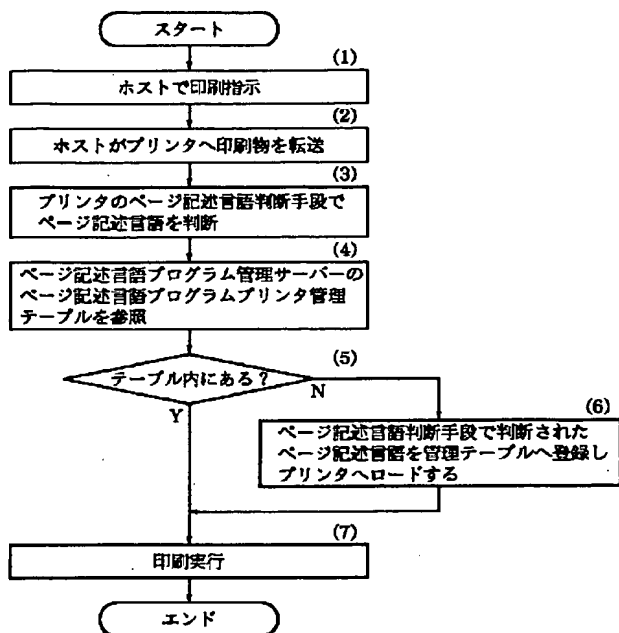 スタート
(1)
ホストで印刷指示
(2)
ホストがプリンタへ印刷物を転送
(3)
プリンタのページ記述言語判断手段で
ページ記述言語を判断
(4)
ページ記述言語プログラム管理サーバーの
ページ記述言語プログラムプリンタ管理
テーブルを参照
(5)
テーブル内にある?
N
Y
(6)
ページ記述言語判断手段で判断された
ページ記述言語を管理テーブルへ登録し
プリンタへロードする
(7)
印刷実行
エンド